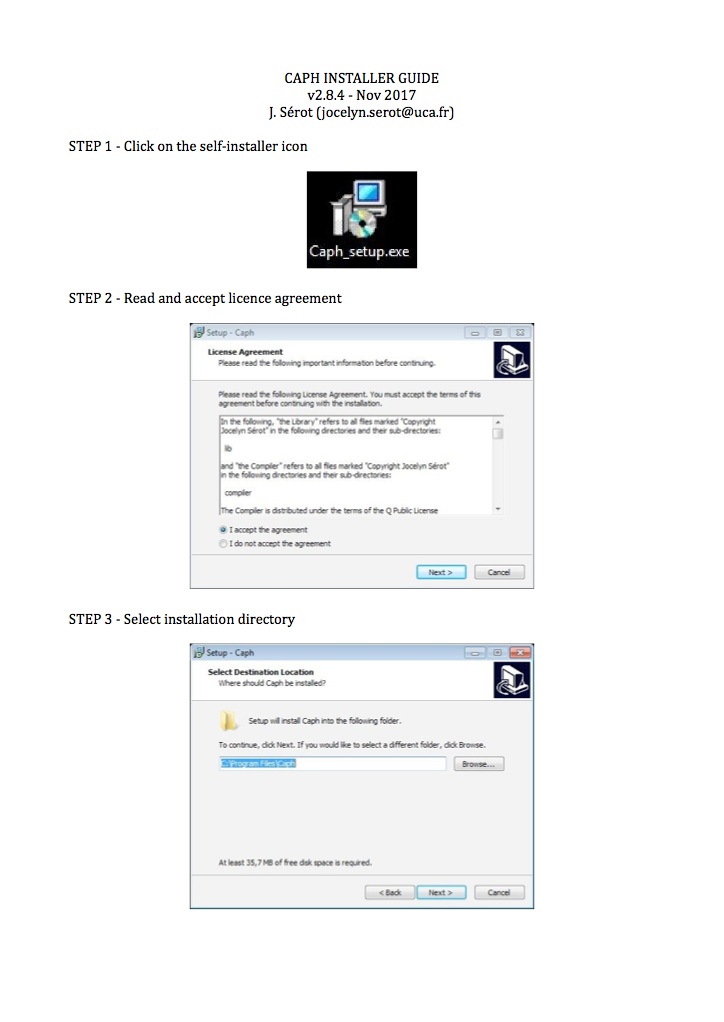 CAPH INSTALLER GUIDE
v2.8.4 - Nov 2017
J. Sérot (jocelyn.serot@uca.fr)
STEP 1 - Click on the self-installer icon
Caph_setup.exe
STEP 2 - Read and accept licence agreement
Setup - Caph
License Agreement
Please read the following important information before continuing.
Please read the following License Agreement. You must accept the terms of this
agreement before continuing with the installation.
In the following, "the Library" refers to all files marked "Copyright
Jocelyn Sérot" in the following directories and their sub-directories:
lib
and "the Compiler" refers to all files marked "Copyright Jocelyn Sérot"
in the following directories and their sub-directories:
compiler
The Compiler is distributed under the terms of the Q Public License
I accept the agreement
I do not accept the agreement
Next > Cancel
STEP 3 - Select installation directory
Setup - Caph
Select Destination Location
Where should Caph be installed?
Setup will install Caph into the following folder.
To continue, click Next. If you would like to select a different folder, click Browse.
C:\Program Files\Caph Browse...
At least 35,7 MB of free disk space is required.
< Back Next > Cancel